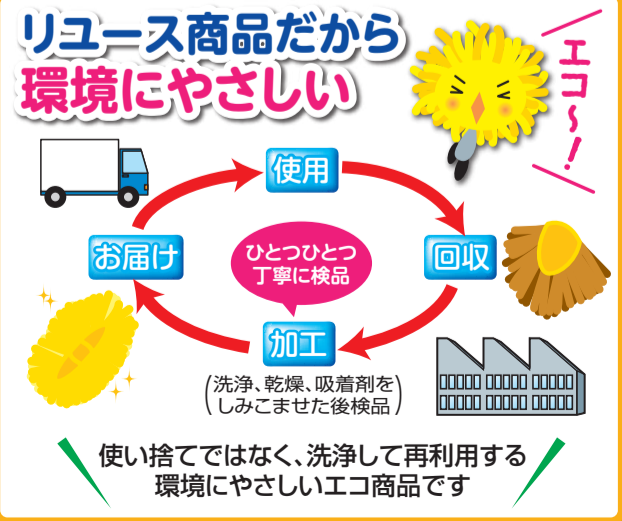 リユース商品だから
環境にやさしい
エコ～！
使用
お届け
ひとつひとつ
丁寧に検品
回収
加工
（洗浄、乾燥、吸着剤を
しみこませた後検品）
使い捨てではなく、洗浄して再利用する
環境にやさしいエコ商品です